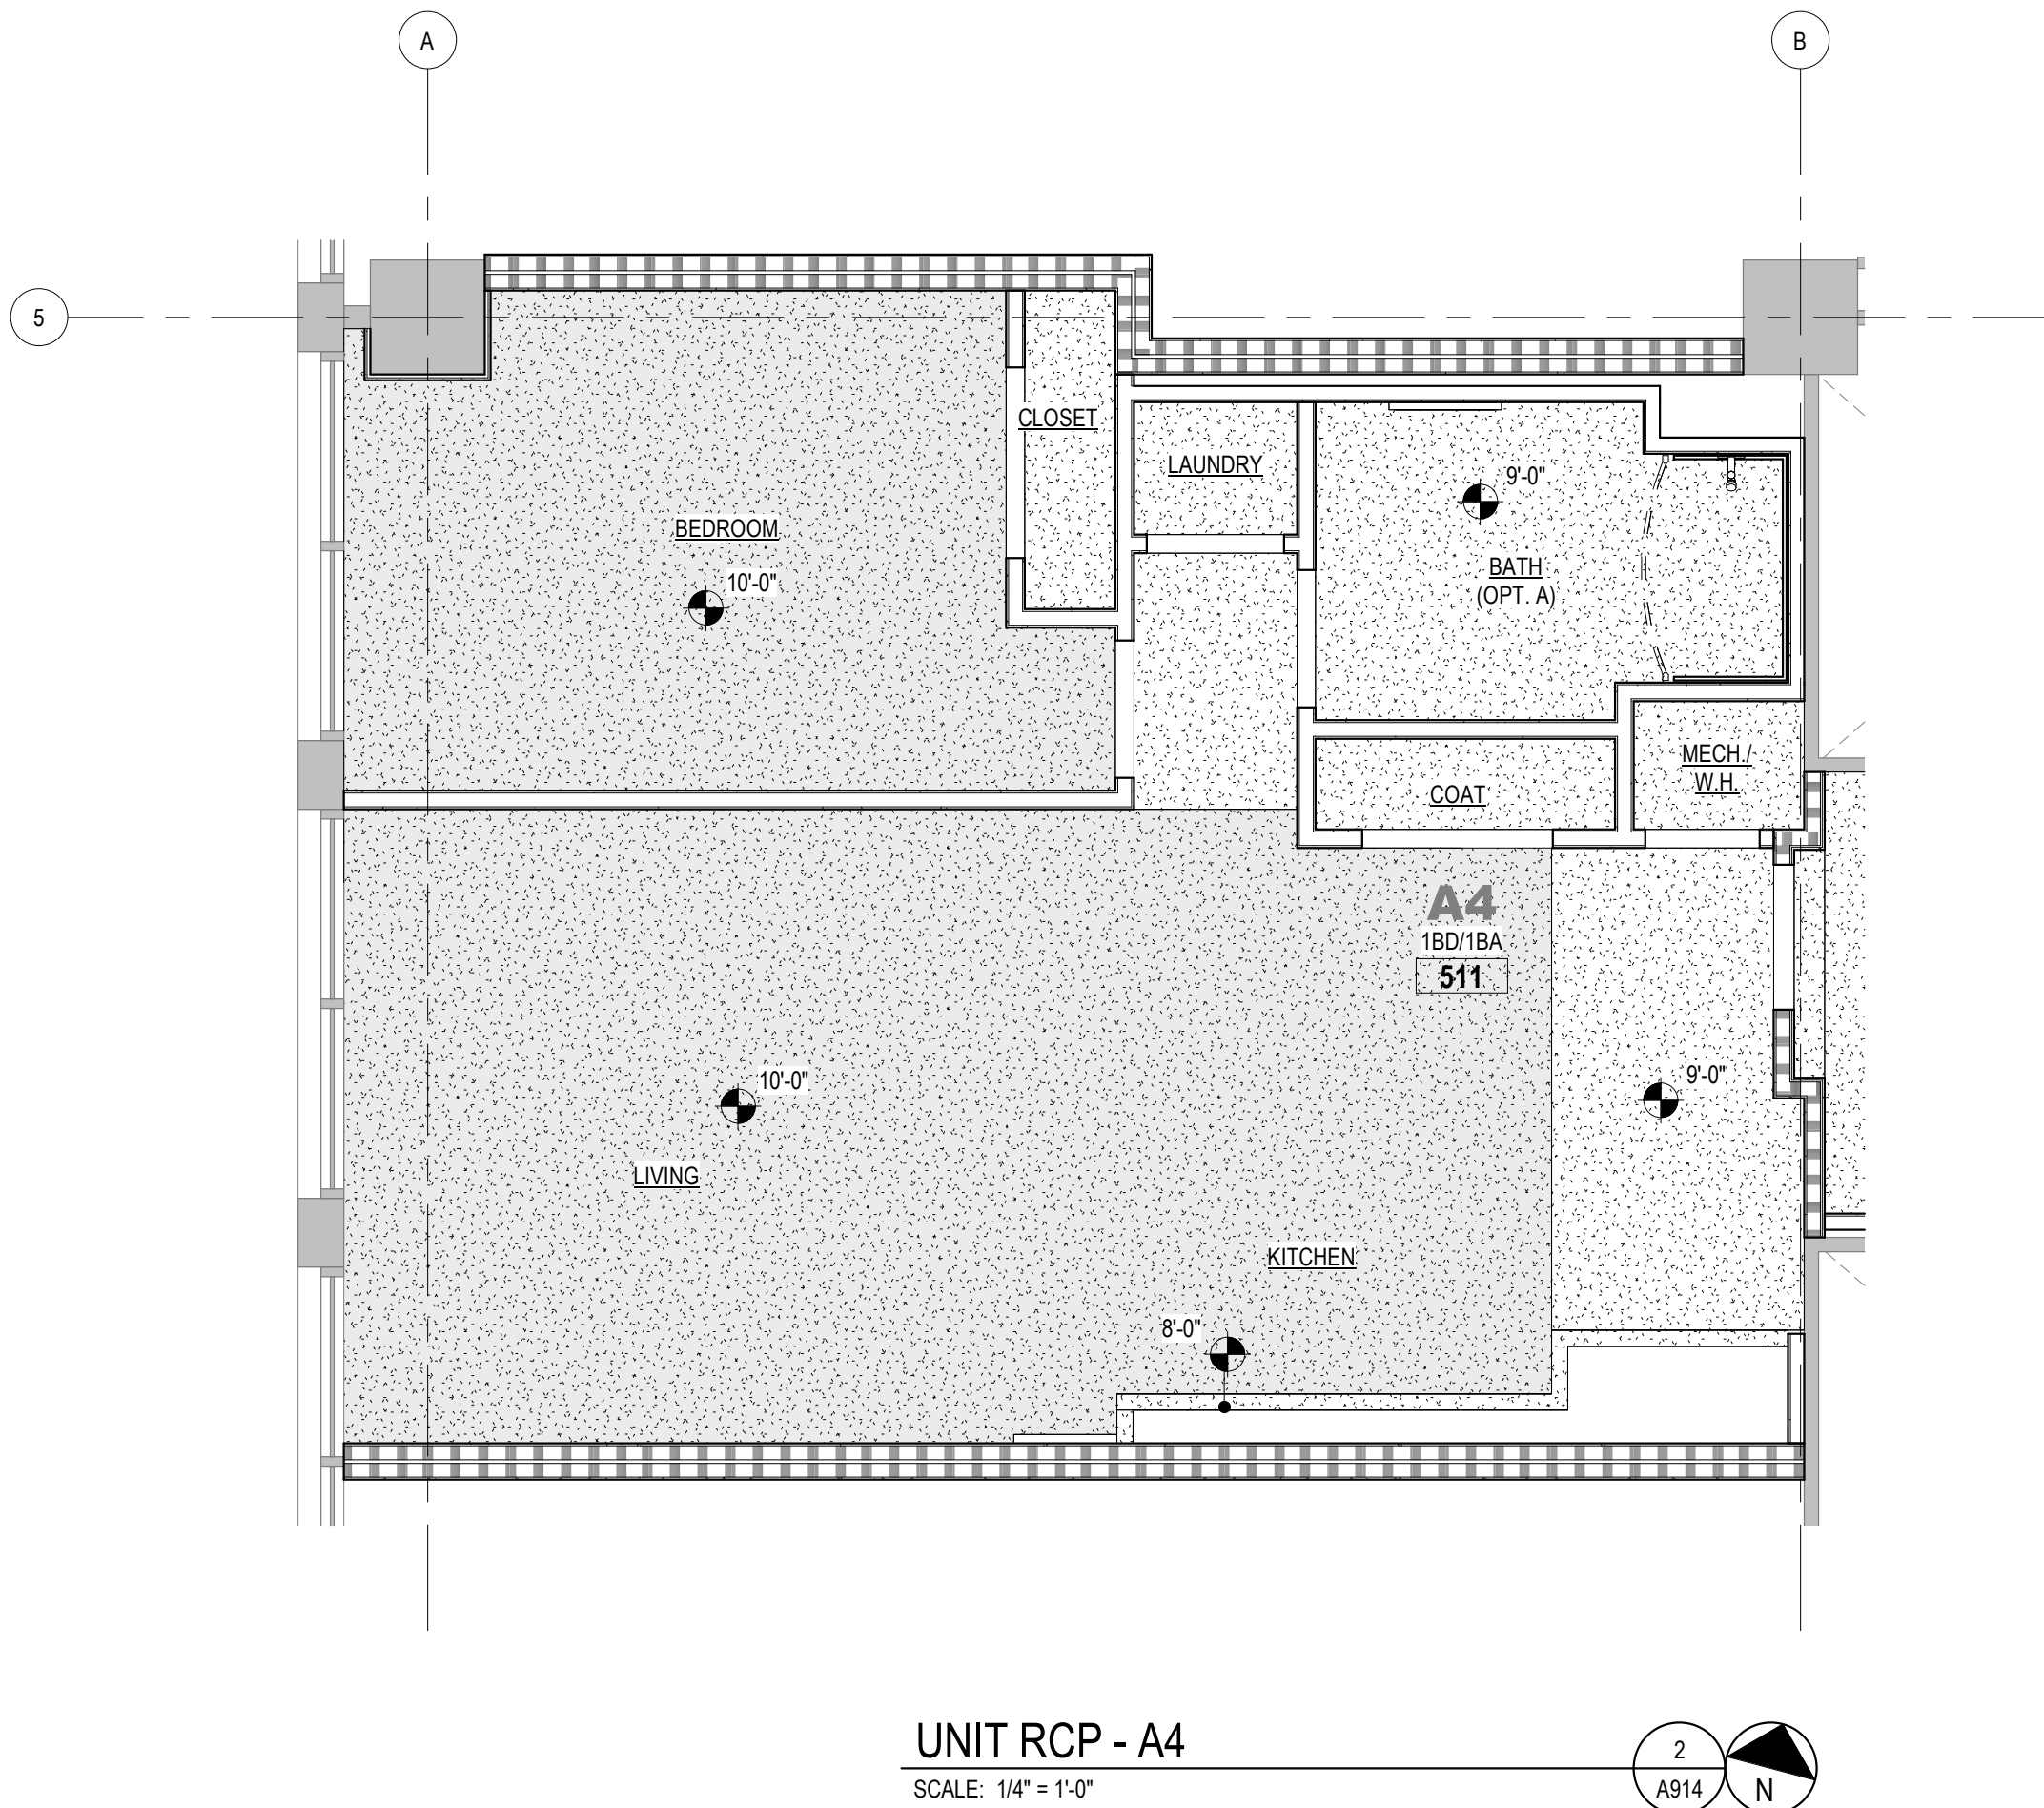 A
B
5
CLOSET
LAUNDRY
9'-0"
BEDROOM
BATH
(OPT. A)
10'-0"
MECH./
W.H.
COAT
A4
1BD/1BA
511
10'-0"
9'-0"
LIVING
KITCHEN
8'-0"
UNIT RCP - A4
SCALE: 1/4" = 1'-0"
2
A914
N